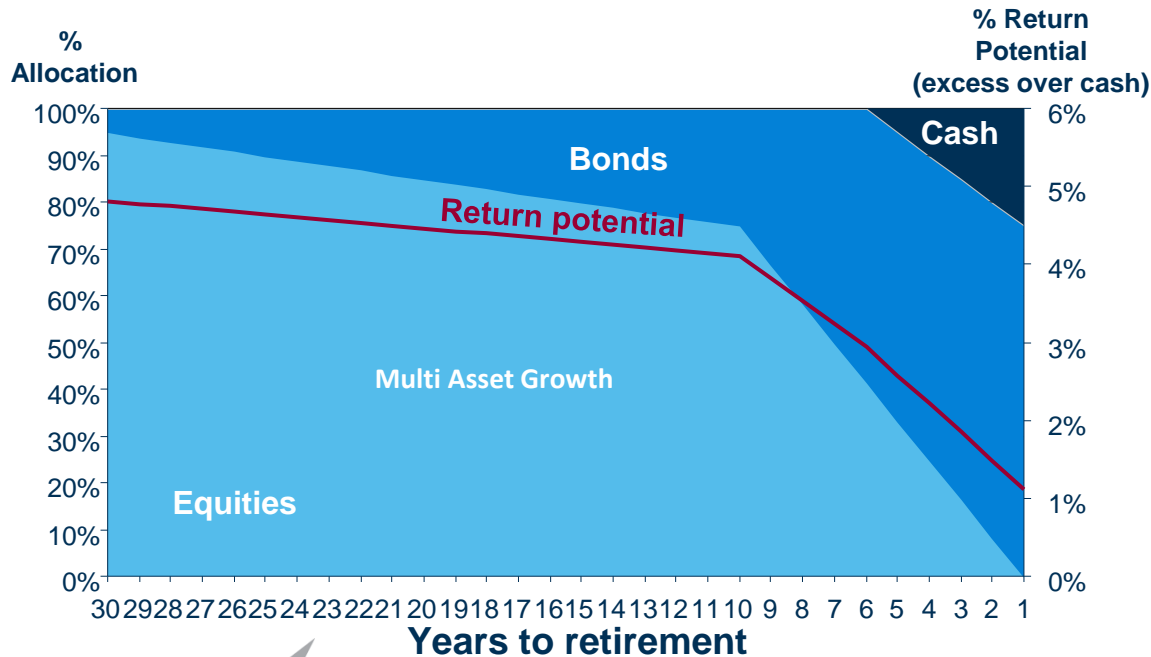 %
Allocation
% Return
Potential
(excess over cash)
100%
90%
80%
70%
60%
50%
40%
30%
20%
10%
0%
6%
5%
4%
3%
2%
1%
0%
Cash
Bonds
Return potential
Multi Asset Growth
Equities
30 29 28 27 26 25 24 23 22 21 20 19 18 17 16 15 14 13 12 11 10 9 8 7 6 5 4 3 2 1
Years to retirement